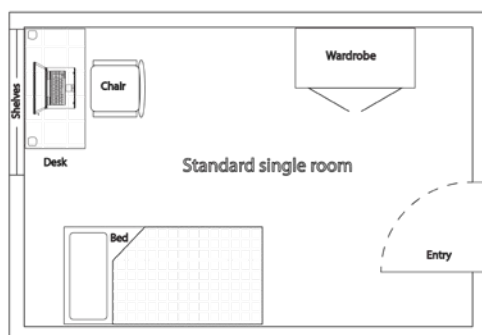 Wardrobe
Shelves
Chair
Desk
Standard single room
Bed
Entry